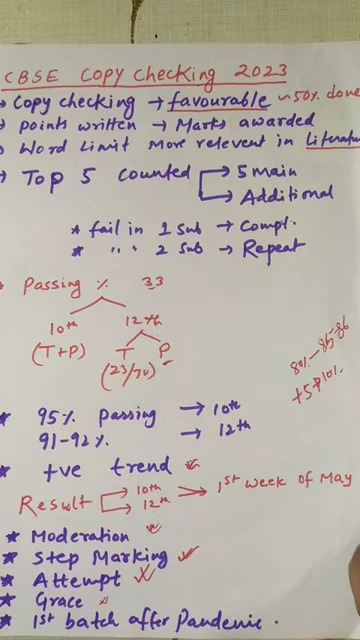 CBSE Copy Checking 2023
→ Copy checking → favourable ~50% done
→ points written → Marks awarded
→ Word Limit More relevent in Literatur
→ Top 5 counted → 5 main
→ Additional
* fail in 1 Sub → Compt.
* " " 2 Sub → Repeat
* Passing % 33
10th 12th
(T+P) T P
(23/70)
80% - 85-86
+5 10%
* 95% Passing → 10th
91-92% → 12th
* +ve trend ✓
Result → 10th → 1st week of May
→ 12th
* Moderation ✓
* Step Marking ✓
* Attempt ✓
* Grace
* 1st batch after Pandemic.